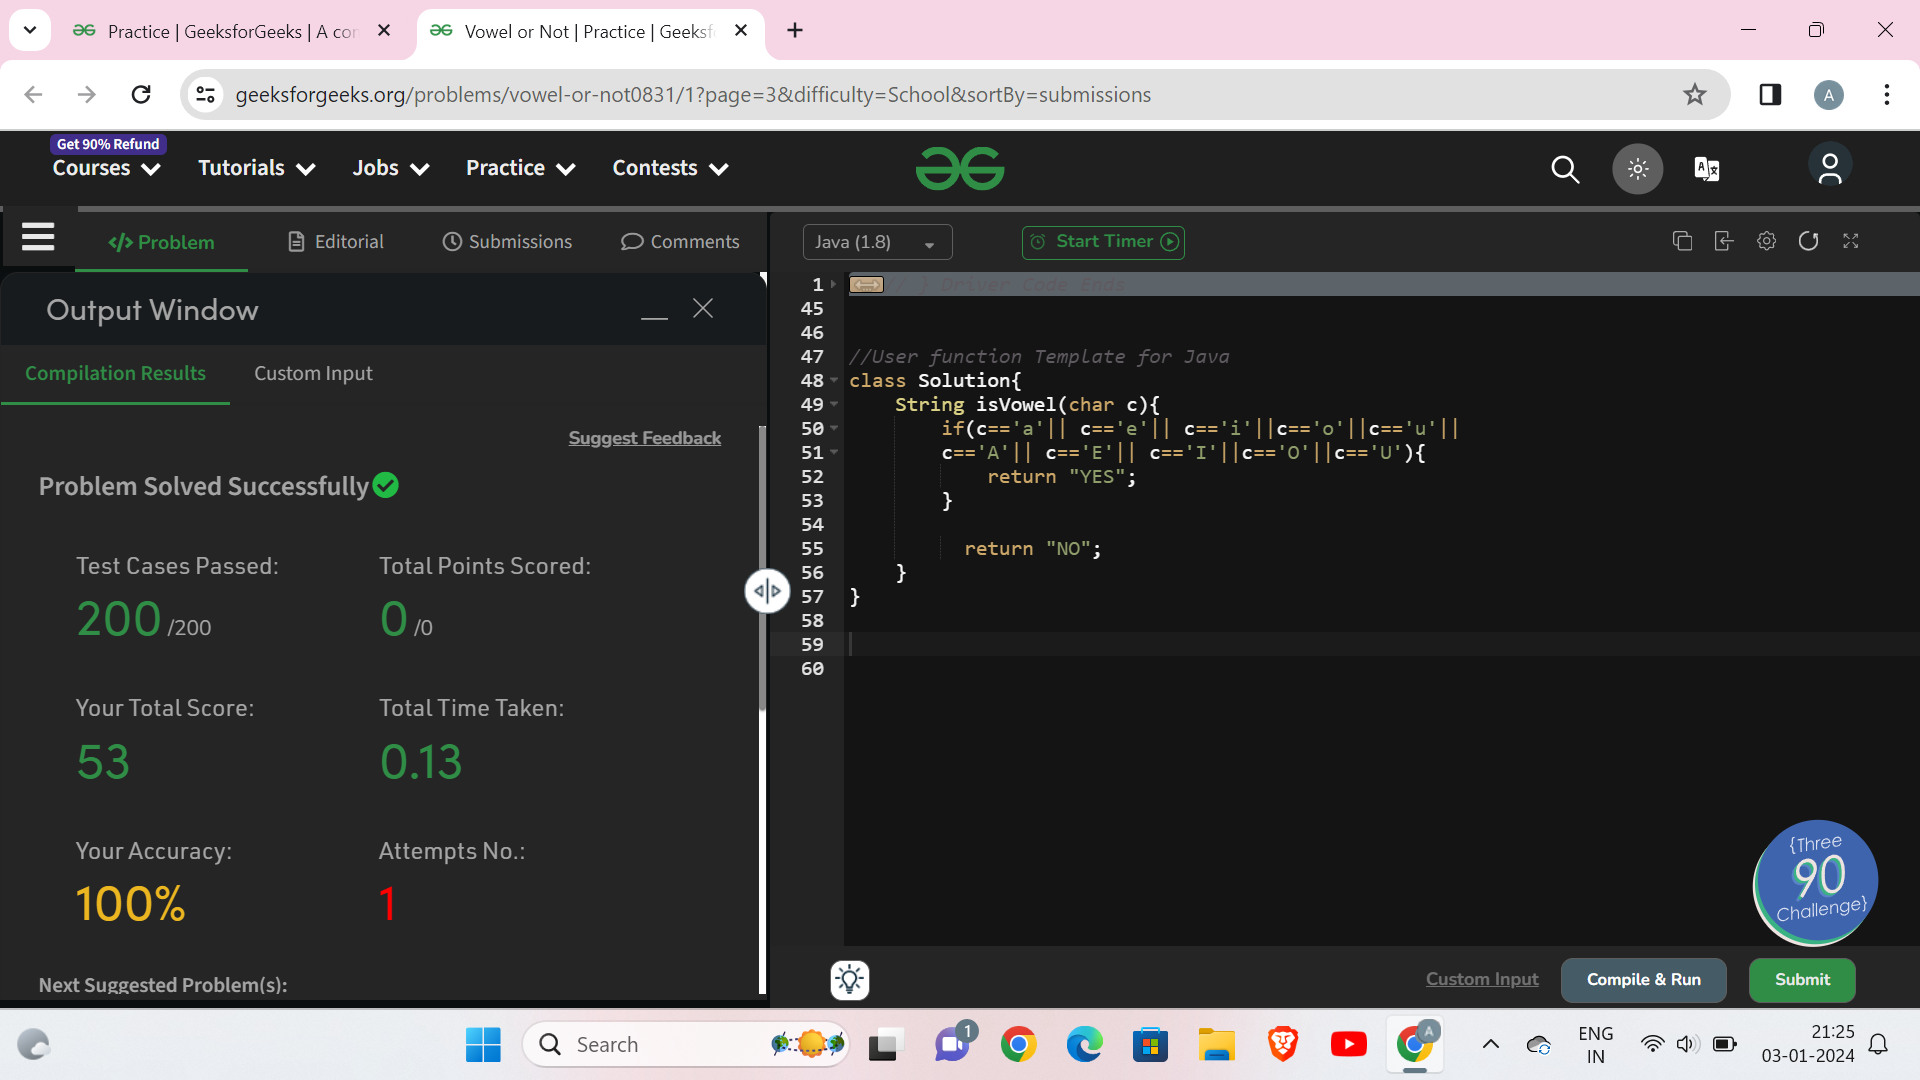 Practice | GeeksforGeeks | A cor
Vowel or Not | Practice | Geeksf
geeksforgeeks.org/problems/vowel-or-not0831/1?page=3&difficulty=School&sortBy=submissions
A
Get 90% Refund
Courses
Tutorials
Jobs
Practice
Contests
</> Problem
Editorial
Submissions
Comments
Java (1.8)
Start Timer
Output Window
Compilation Results
Custom Input
Suggest Feedback
Problem Solved Successfully
Test Cases Passed:
200 /200
Total Points Scored:
0 /0
Your Total Score:
53
Total Time Taken:
0.13
Your Accuracy:
100%
Attempts No.:
1
Next Suggested Problem(s):
1 // } Driver Code Ends
45
46
47 //User function Template for Java
48 class Solution{
49     String isVowel(char c){
50         if(c=='a'|| c=='e'|| c=='i'||c=='o'||c=='u'||
51         c=='A'|| c=='E'|| c=='I'||c=='O'||c=='U'){
52             return "YES";
53         }
54
55           return "NO";
56     }
57 }
58
59
60
{Three
90
Challenge}
Custom Input
Compile & Run
Submit
Search
1
A
ENG
IN
21:25
03-01-2024